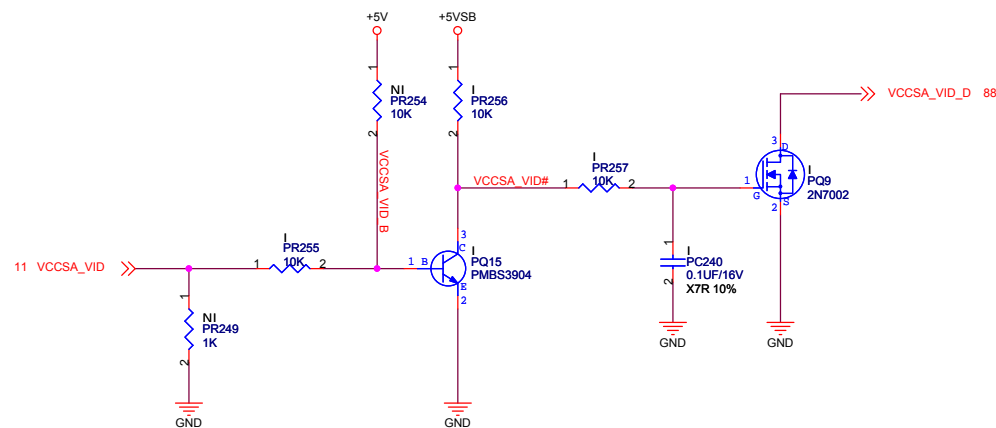 +5V
+5VSB
1
NI
PR254
10K
2
VCCSA_VID_B
1
I
PR256
10K
2
VCCSA_VID_D 88
3
D
I
PQ9
2N7002
1
G
S
2
VCCSA_VID#
1
I
PR257
10K
2
3
C
I
PQ15
PMBS3904
1 B
E
2
11 VCCSA_VID
1
I
PR255
10K
2
1
I
PC240
0.1UF/16V
X7R 10%
2
1
NI
PR249
1K
2
GND
GND
GND
GND